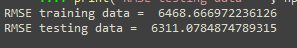 RMSE training data =  6468.666972236126
RMSE testing data =  6311.0784874789315